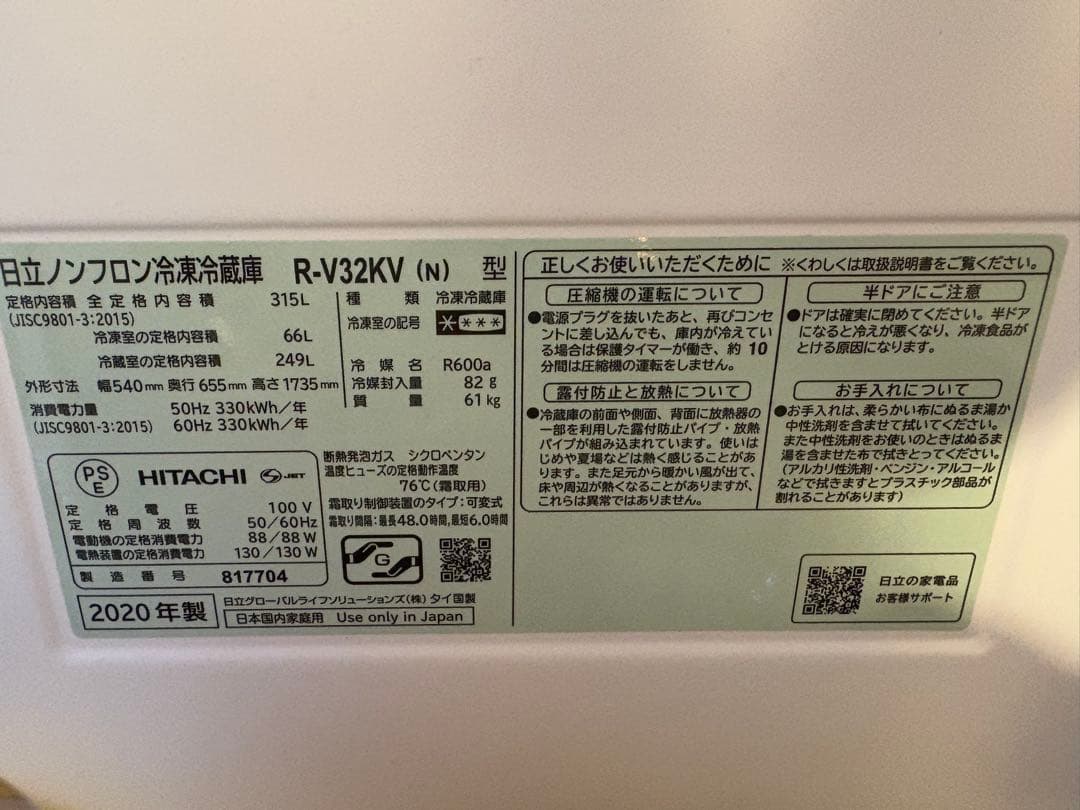 日立ノンフロン冷凍冷蔵庫 R-V32KV (N) 型
定格内容積 全定格内容積 315L
(JISC9801-3:2015)
冷凍室の定格内容積 66L
冷蔵室の定格内容積 249L
外形寸法 幅540mm 奥行655mm 高さ1735mm
消費電力量 50Hz 330kWh/年
(JISC9801-3:2015) 60Hz 330kWh/年
種類 冷凍冷蔵庫
冷凍室の記号 ****
冷媒名 R600a
冷媒封入量 82g
質量 61kg
PSE HITACHI S-JET
定格電圧 100V
定格周波数 50/60Hz
電動機の定格消費電力 88/88W
電熱装置の定格消費電力 130/130W
製造番号 817704
断熱発泡ガス シクロペンタン
温度ヒューズの定格動作温度
76℃(霜取用)
霜取り制御装置のタイプ:可変式
霜取り間隔:最長48.0時間,最短6.0時間
G
2020年製
日立グローバルライフソリューションズ(株) タイ国製
日本国内家庭用 Use only in Japan
正しくお使いいただくために ※くわしくは取扱説明書をご覧ください。
圧縮機の運転について
●電源プラグを抜いたあと、再びコンセ
ントに差し込んでも、庫内が冷えてい
る場合は保護タイマーが働き、約10
分間は圧縮機の運転をしません。
露付防止と放熱について
●冷蔵庫の前面や側面、背面に放熱器の
一部を利用した露付防止パイプ・放熱
パイプが組み込まれています。使いは
じめや夏場などは熱く感じることがあ
ります。また足元から暖かい風が出て、
床や周辺が熱くなることがありますが、
これらは異常ではありません。
半ドアにご注意
●ドアは確実に閉めてください。半ドア
になると冷えが悪くなり、冷凍食品が
とける原因になります。
お手入れについて
●お手入れは、柔らかい布にぬるま湯か
中性洗剤を含ませて拭いてください。
また中性洗剤をお使いのときはぬるま
湯を含ませた布で拭きとってください。
(アルカリ性洗剤・ベンジン・アルコール
などで拭きますとプラスチック部品が
割れることがあります)
日立の家電品
お客様サポート